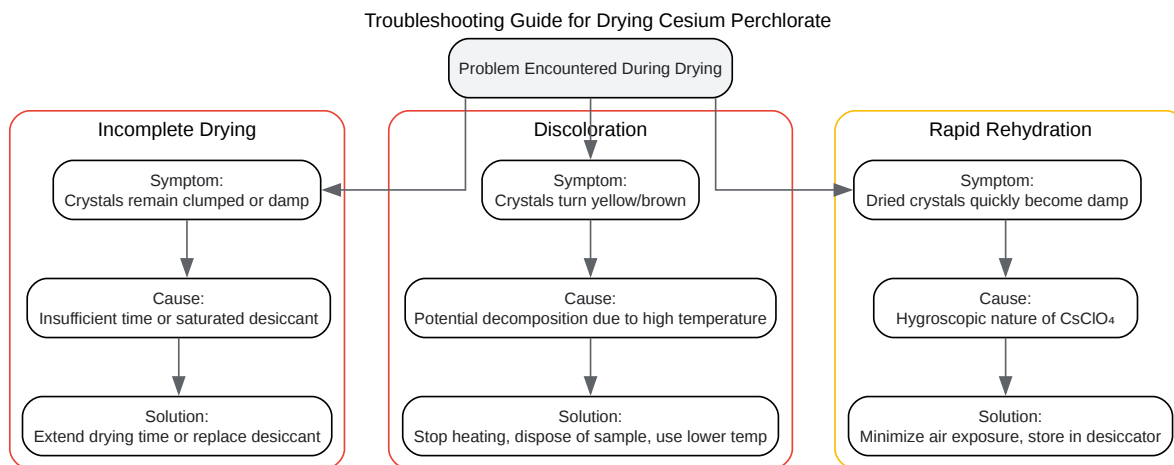 Troubleshooting Guide for Drying Cesium Perchlorate
Problem Encountered During Drying
Incomplete Drying
Symptom:
Crystals remain clumped or damp
Cause:
Insufficient time or saturated desiccant
Solution:
Extend drying time or replace desiccant
Discoloration
Symptom:
Crystals turn yellow/brown
Cause:
Potential decomposition due to high temperature
Solution:
Stop heating, dispose of sample, use lower temp
Rapid Rehydration
Symptom:
Dried crystals quickly become damp
Cause:
Hygroscopic nature of CsClO₄
Solution:
Minimize air exposure, store in desiccator